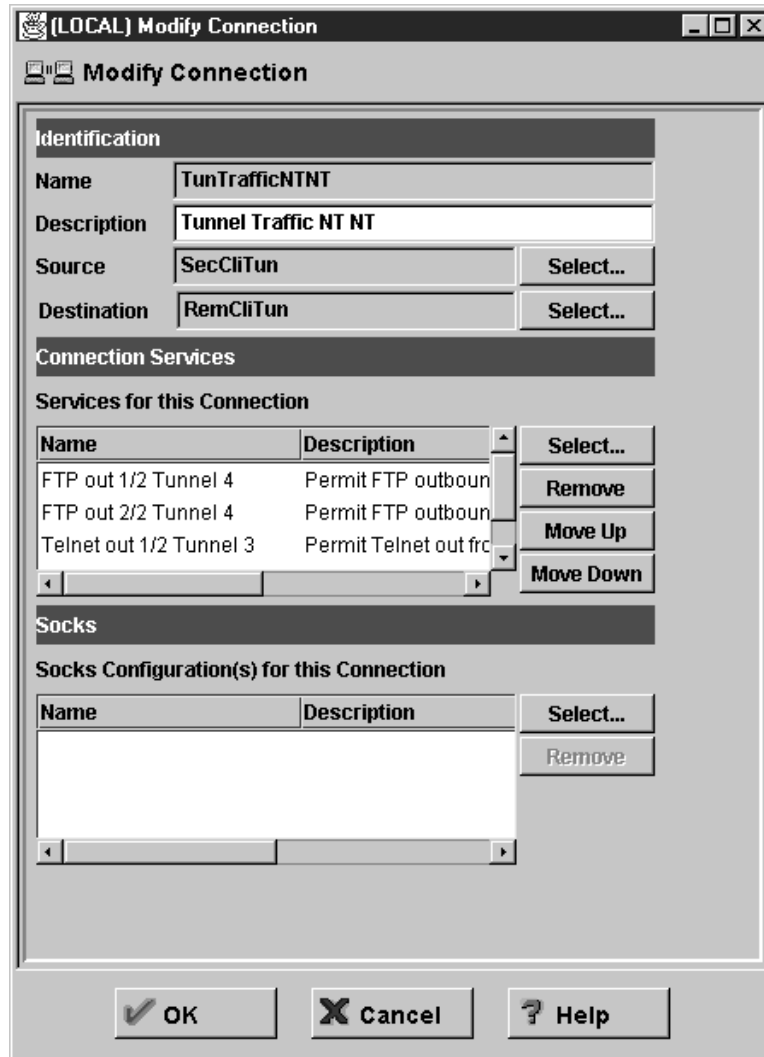 (LOCAL) Modify Connection
Modify Connection
Identification
Name TunTrafficNTNT
Description Tunnel Traffic NT NT
Source SecCliTun Select...
Destination RemCliTun Select...
Connection Services
Services for this Connection
Name Description Select...
FTP out 1/2 Tunnel 4 Permit FTP outboun Remove
FTP out 2/2 Tunnel 4 Permit FTP outboun Move Up
Telnet out 1/2 Tunnel 3 Permit Telnet out frc Move Down
Socks
Socks Configuration(s) for this Connection
Name Description Select...
Remove
OK Cancel Help